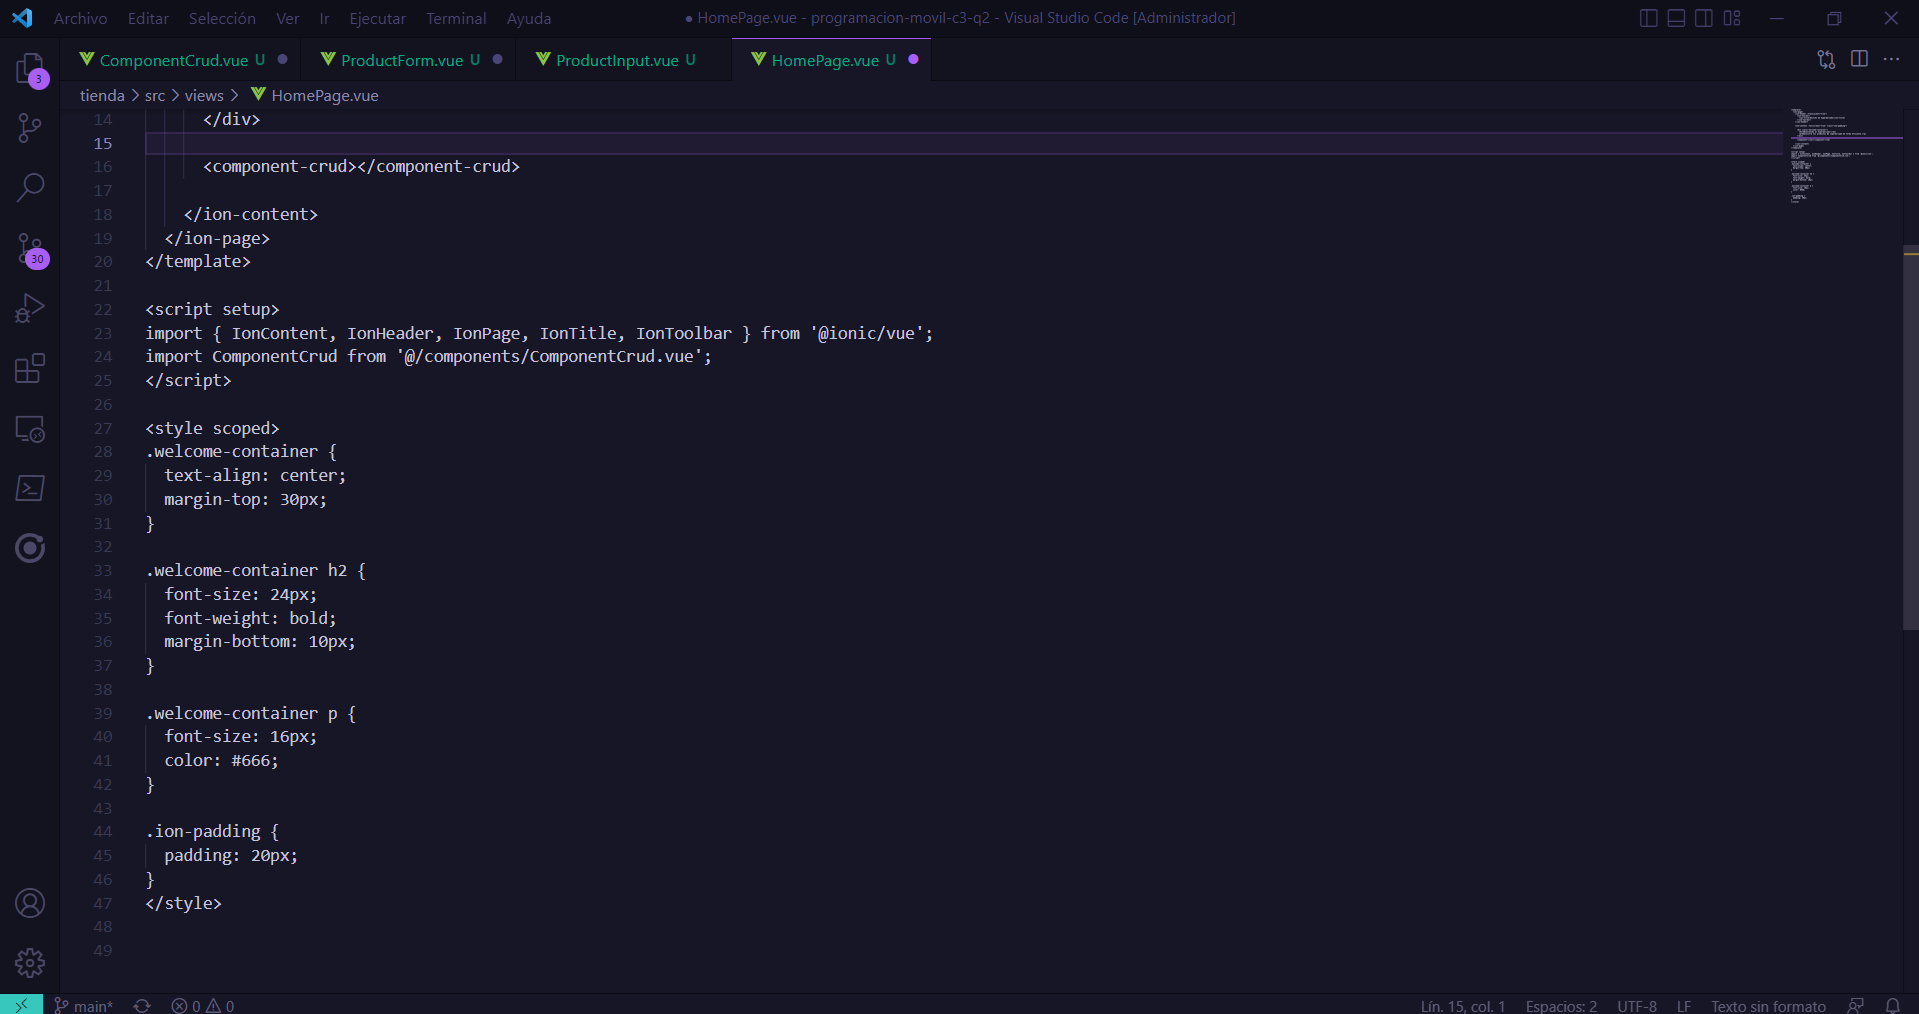 Archivo Editar Selección Ver Ir Ejecutar Terminal Ayuda ● HomePage.vue - programacion-movil-c3-q2 - Visual Studio Code [Administrador]
ComponentCrud.vue U ProductForm.vue U ProductInput.vue U HomePage.vue U
tienda > src > views > HomePage.vue
3
30
14 </div>
15
16 <component-crud></component-crud>
17
18 </ion-content>
19 </ion-page>
20 </template>
21
22 <script setup>
23 import { IonContent, IonHeader, IonPage, IonTitle, IonToolbar } from '@ionic/vue';
24 import ComponentCrud from '@/components/ComponentCrud.vue';
25 </script>
26
27 <style scoped>
28 .welcome-container {
29 text-align: center;
30 margin-top: 30px;
31 }
32
33 .welcome-container h2 {
34 font-size: 24px;
35 font-weight: bold;
36 margin-bottom: 10px;
37 }
38
39 .welcome-container p {
40 font-size: 16px;
41 color: #666;
42 }
43
44 .ion-padding {
45 padding: 20px;
46 }
47 </style>
48
49
main* 0 0 Lín. 15, col. 1 Espacios: 2 UTF-8 LF Texto sin formato